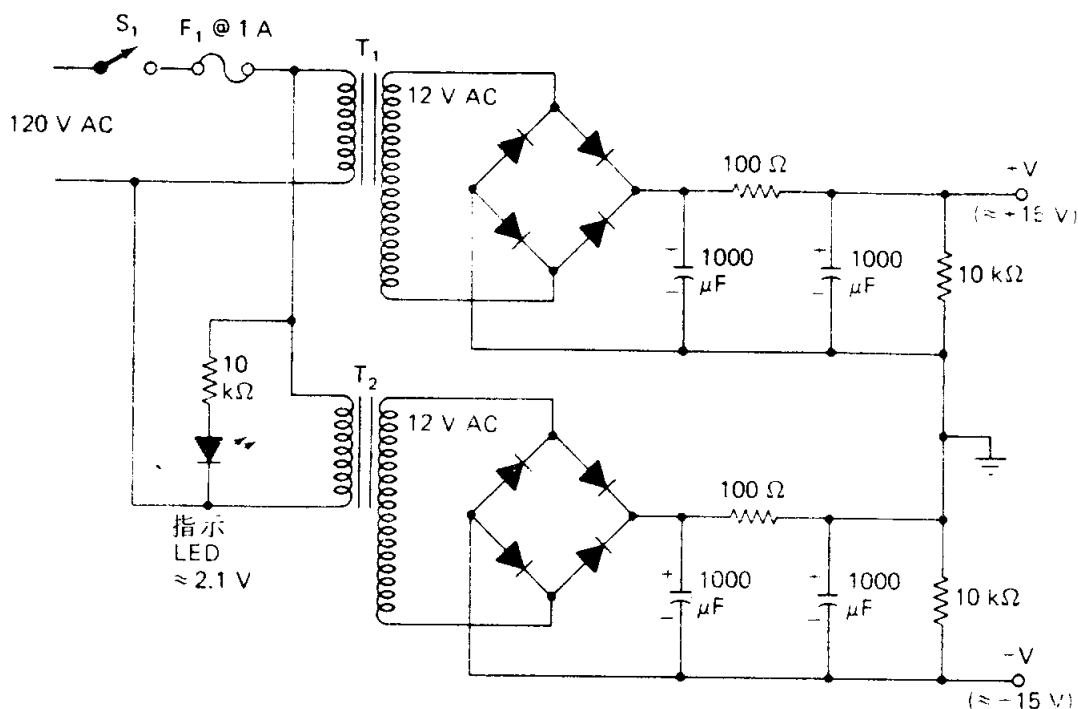 S₁
F₁ @ 1 A
T₁
12 V AC
120 V AC
100 Ω
+V
(≈ +15 V)
1000
μF
1000
μF
10 kΩ
10
kΩ
T₂
12 V AC
100 Ω
指示
LED
≈ 2.1 V
+
1000
μF
+
1000
μF
10 kΩ
−V
(≈ −15 V)